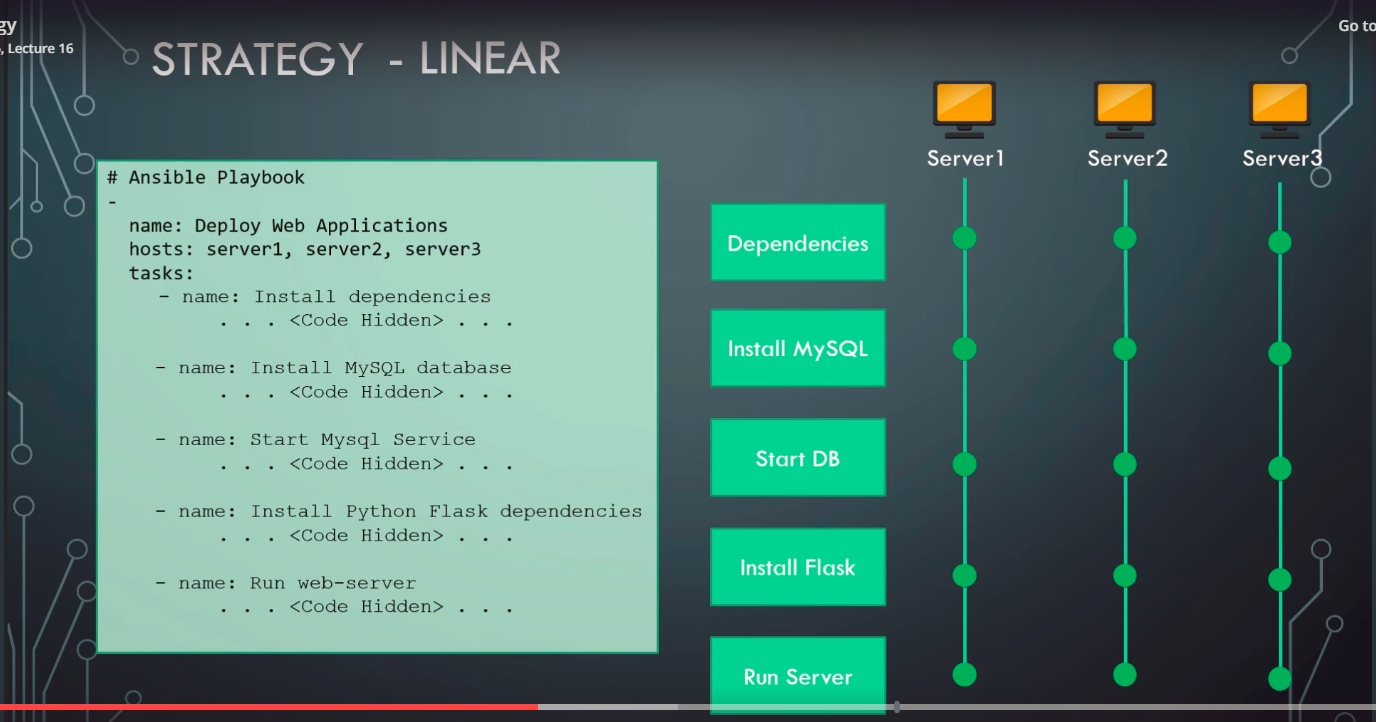 gy
, Lecture 16
Go to
STRATEGY - LINEAR
# Ansible Playbook
-
name: Deploy Web Applications
hosts: server1, server2, server3
tasks:
- name: Install dependencies
. . . <Code Hidden> . . .
- name: Install MySQL database
. . . <Code Hidden> . . .
- name: Start Mysql Service
. . . <Code Hidden> . . .
- name: Install Python Flask dependencies
. . . <Code Hidden> . . .
- name: Run web-server
. . . <Code Hidden> . . .
Dependencies
Install MySQL
Start DB
Install Flask
Run Server
Server1
Server2
Server3